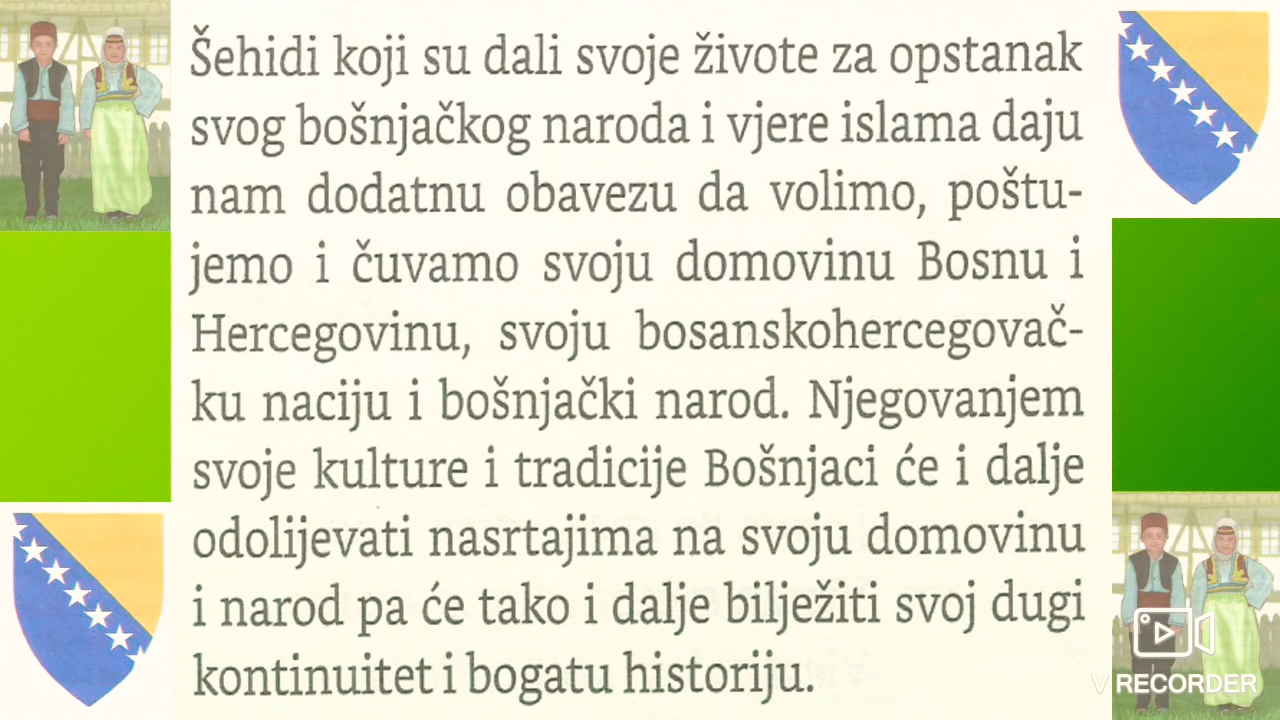 Šehidi koji su dali svoje živote za opstanak
svog bošnjačkog naroda i vjere islama daju
nam dodatnu obavezu da volimo, poštu-
jemo i čuvamo svoju domovinu Bosnu i
Hercegovinu, svoju bosanskohercegovač-
ku naciju i bošnjački narod. Njegovanjem
svoje kulture i tradicije Bošnjaci će i dalje
odolijevati nasrtajima na svoju domovinu
i narod pa će tako i dalje bilježiti svoj dugi
kontinuitet i bogatu historiju.
V RECORDER